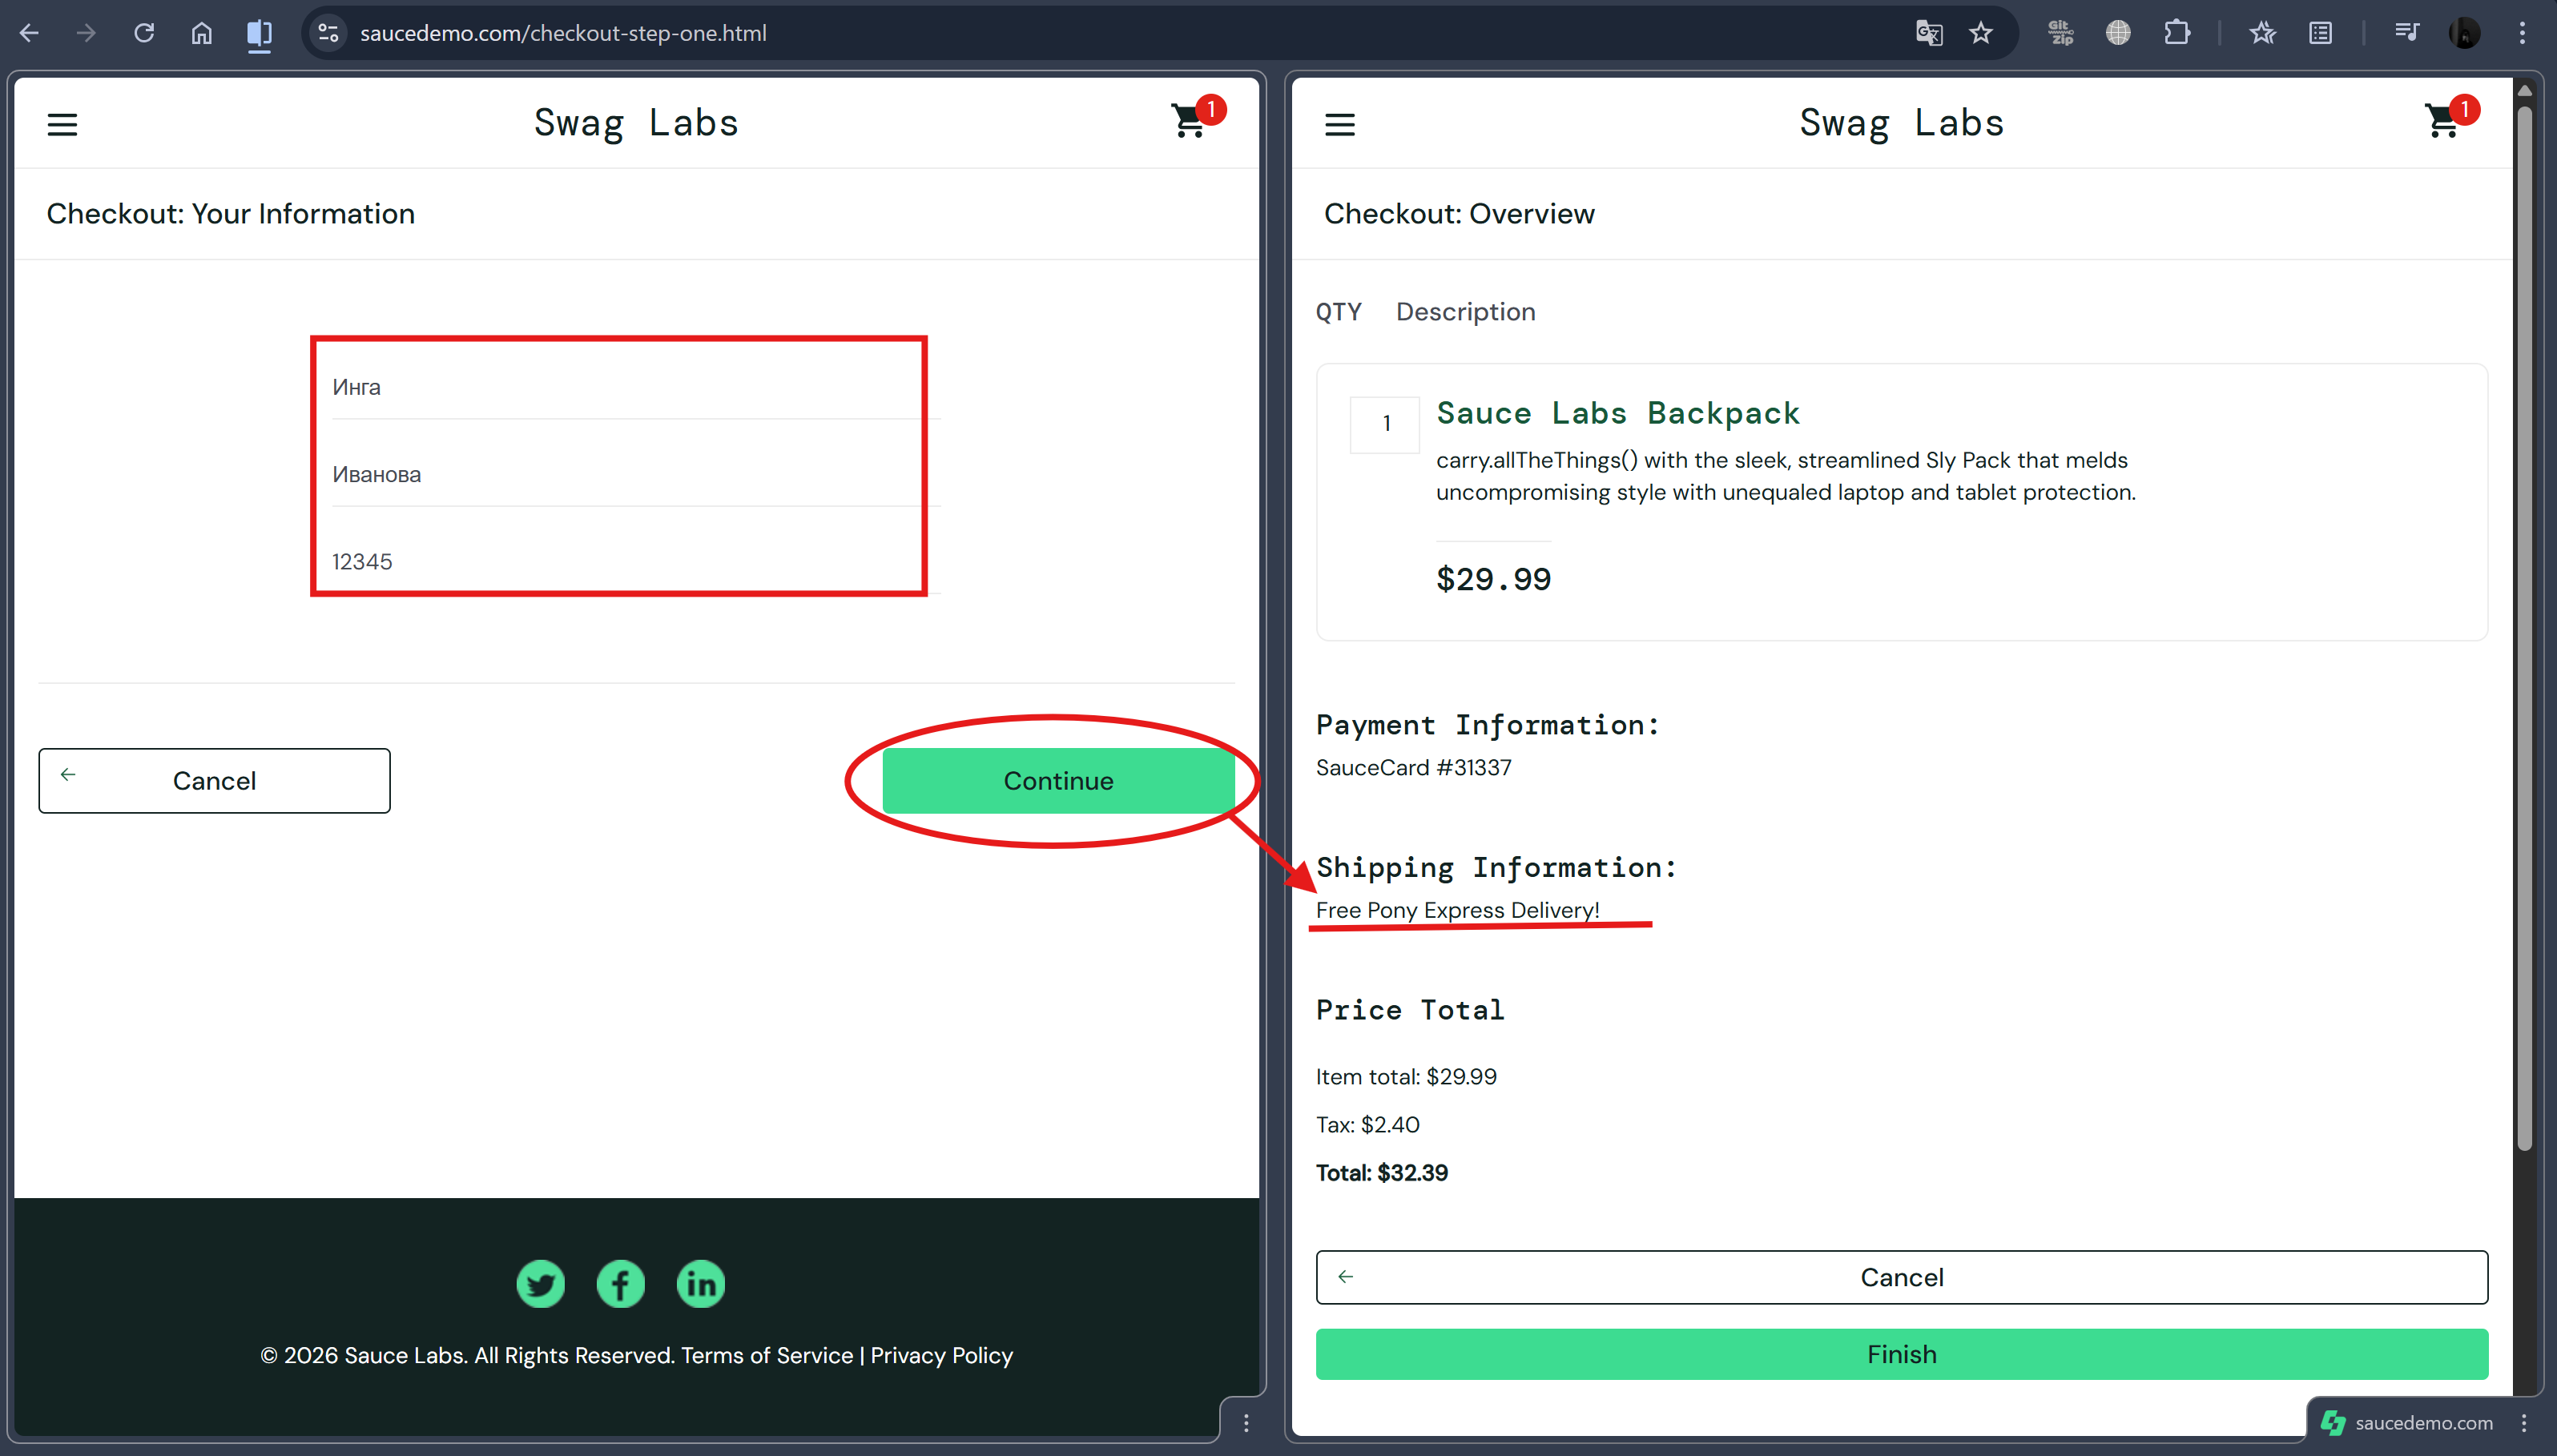 saucedemo.com/checkout-step-one.html
Git
Zip
Swag Labs
1
Checkout: Your Information
Инга
Иванова
12345
Cancel
Continue
© 2026 Sauce Labs. All Rights Reserved. Terms of Service | Privacy Policy
Swag Labs
1
Checkout: Overview
QTY Description
1
Sauce Labs Backpack
carry.allTheThings() with the sleek, streamlined Sly Pack that melds
uncompromising style with unequaled laptop and tablet protection.
$29.99
Payment Information:
SauceCard #31337
Shipping Information:
Free Pony Express Delivery!
Price Total
Item total: $29.99
Tax: $2.40
Total: $32.39
Cancel
Finish
saucedemo.com